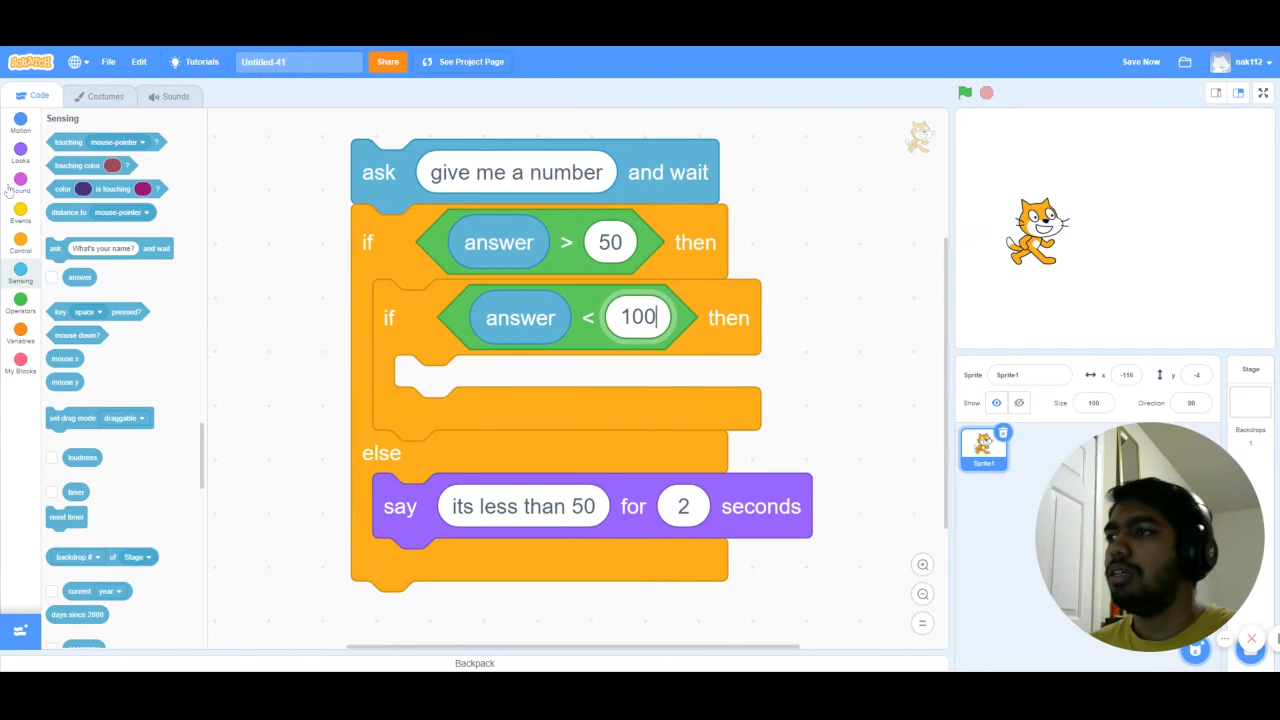 SCRATCH File Edit Tutorials Untitled-41 Share See Project Page Save Now nak112
Code Costumes Sounds
Motion
Looks
Sound
Events
Control
Sensing
Operators
Variables
My Blocks
Sensing
touching mouse-pointer ?
touching color ?
color is touching ?
distance to mouse-pointer
ask What's your name? and wait
answer
key space pressed?
mouse down?
mouse x
mouse y
set drag mode draggable
loudness
timer
reset timer
backdrop # of Stage
current year
days since 2000
ask give me a number and wait
if answer > 50 then
if answer < 100 then
else
say its less than 50 for 2 seconds
Backpack
Sprite Sprite1 x -116 y -4
Show Size 100 Direction 90
Sprite1
Stage
Backdrops
1